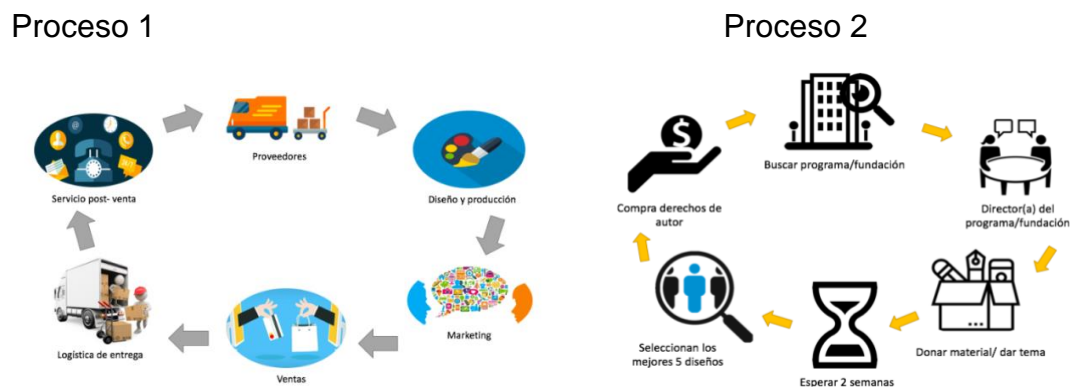 Proceso 1
Proveedores
Diseño y producción
Marketing
Ventas
Logística de entrega
Servicio post- venta
Proceso 2
Buscar programa/fundación
Director(a) del
programa/fundación
Donar material/ dar tema
Esperar 2 semanas
Seleccionan los
mejores 5 diseños
Compra derechos de
autor